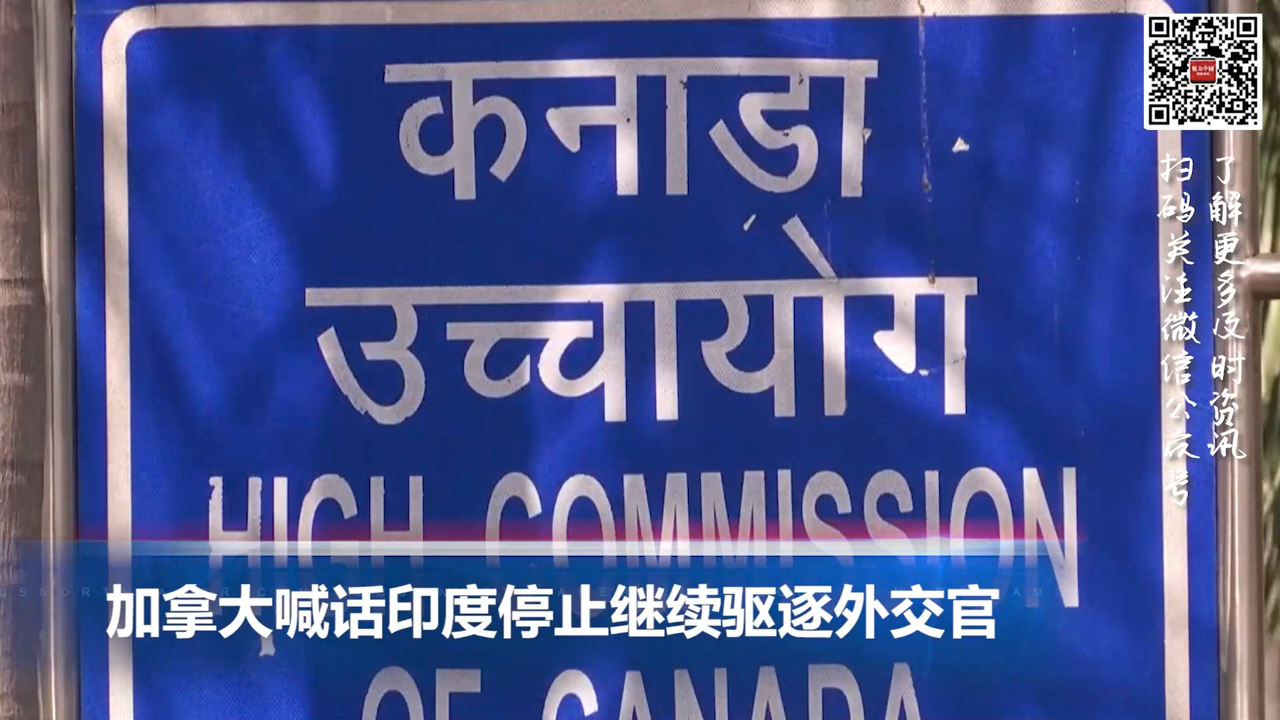 कनाडा
उच्चायोग
HIGH COMMISSION
OF CANADA
加拿大喊话印度停止继续驱逐外交官
了解更多及时资讯
扫码关注微信公众号